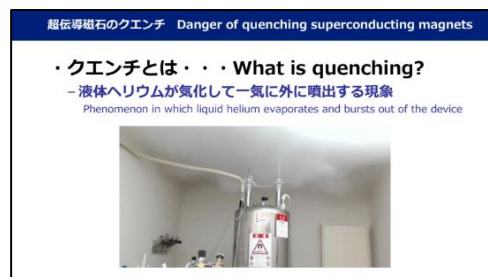 超伝導磁石のクエンチ Danger of quenching superconducting magnets
・クエンチとは・・・What is quenching?
–液体ヘリウムが気化して一気に外に噴出する現象
Phenomenon in which liquid helium evaporates and bursts out of the device